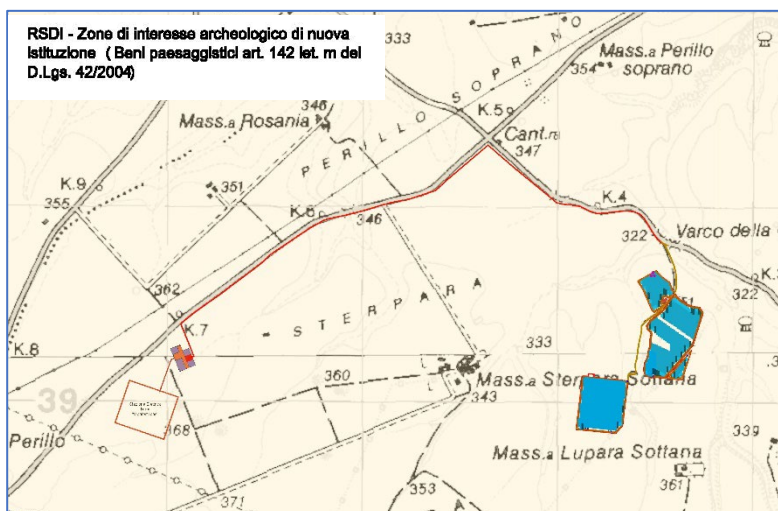 RSDI - Zone di interesse archeologico di nuova
istituzione ( Beni paesaggistici art. 142 let. m del
D.Lgs. 42/2004)
333
Mass.a Perillo
soprano
354
346
Mass.a Rosania
PERILLO SOPRANO
K.5
Cant.ra
347
K.9
355
351
K.6
346
K.4
322
Varco della
K.
322
362
STERPARA
K.7
K.8
333
360
Mass.a Sterpara Sottana
343
39
368
Perillo
339
Mass.a Lupara Sottana
361
371
353
A